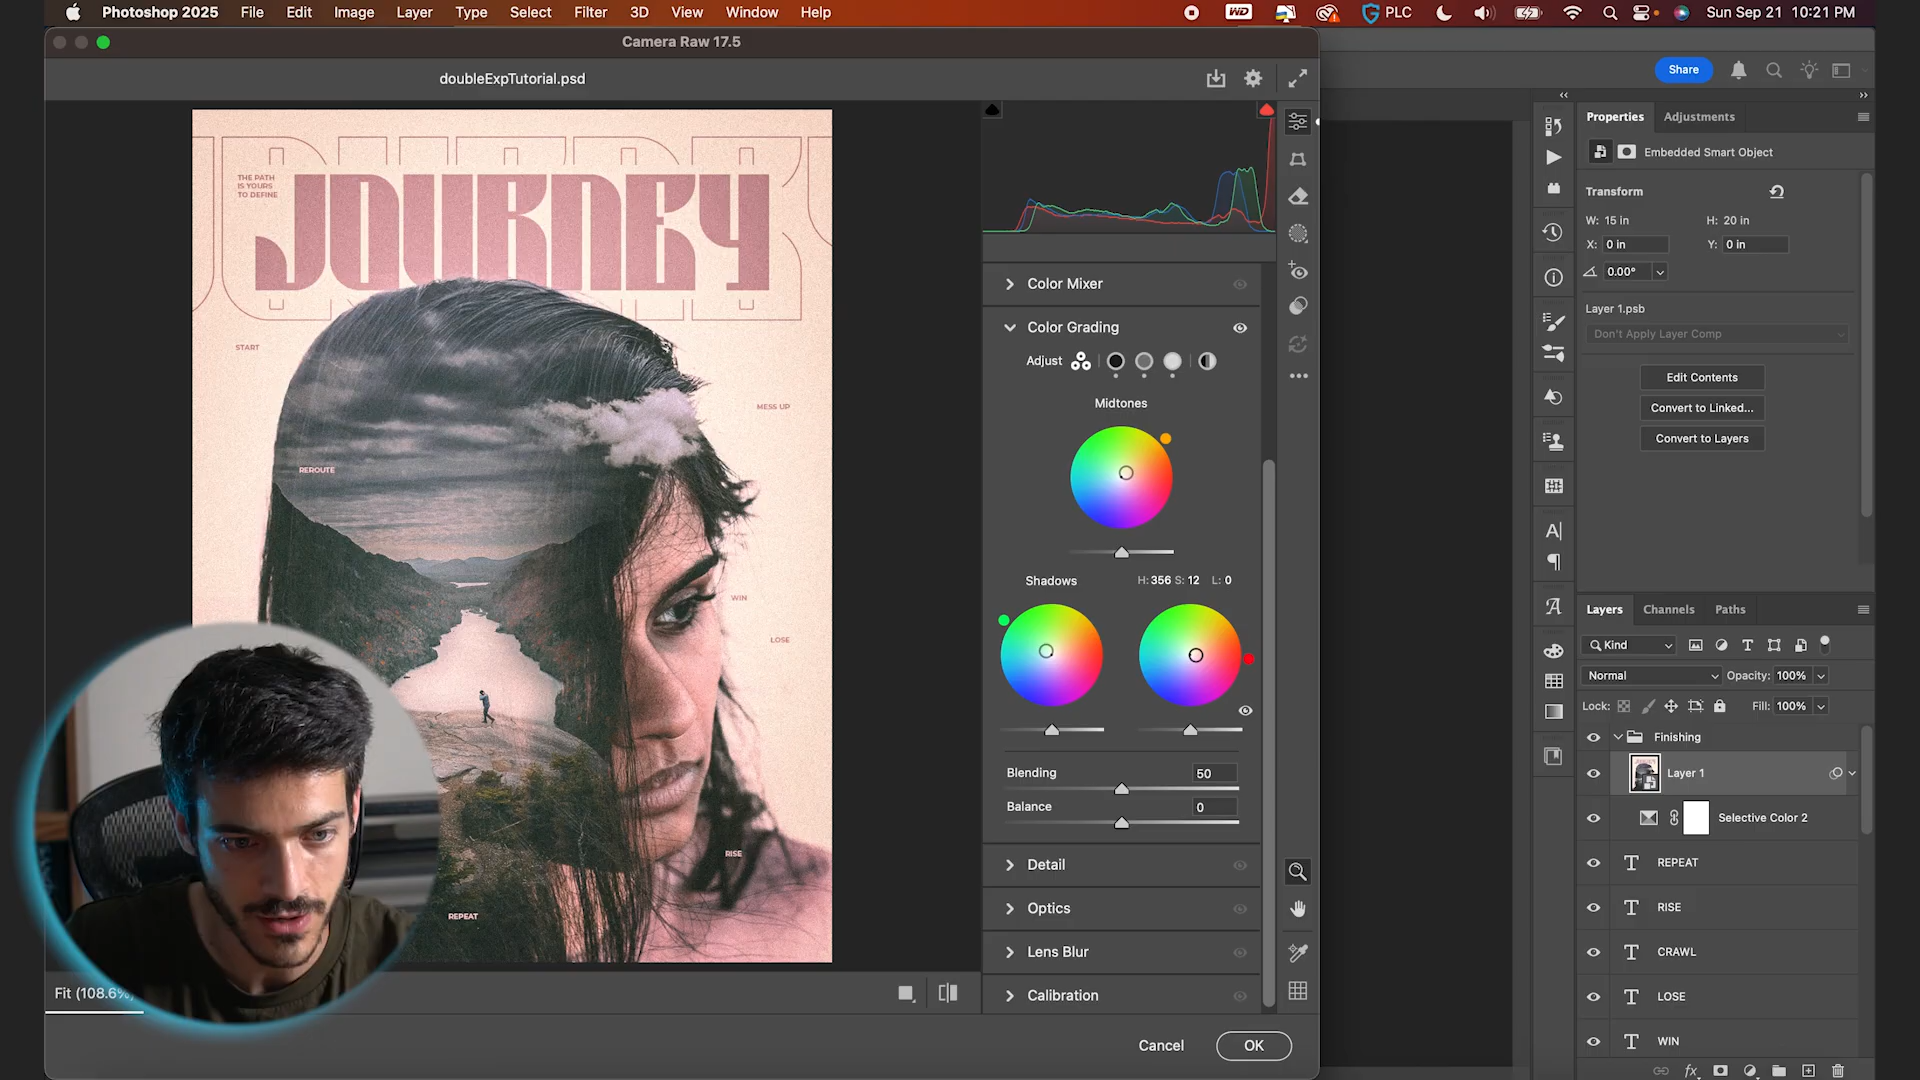 Photoshop 2025 File Edit Image Layer Type Select Filter 3D View Window Help
WD PLC Sun Sep 21 10:21 PM
Camera Raw 17.5
doubleExpTutorial.psd
Share
THE PATH
IS YOURS
TO DEFINE
JOURNEY
START
MESS UP
REROUTE
WIN
LOSE
RISE
REPEAT
Fit (108.6%
Color Mixer
Color Grading
Adjust
Midtones
Shadows H: 356 S: 12 L: 0
Blending 50
Balance 0
Detail
Optics
Lens Blur
Calibration
Cancel OK
Properties Adjustments
Embedded Smart Object
Transform
W: 15 in H: 20 in
X: 0 in Y: 0 in
0.00°
Layer 1.psb
Don't Apply Layer Comp
Edit Contents
Convert to Linked...
Convert to Layers
Layers Channels Paths
Kind
Normal Opacity: 100%
Lock: Fill: 100%
Finishing
Layer 1
Selective Color 2
T REPEAT
T RISE
T CRAWL
T LOSE
T WIN
fx